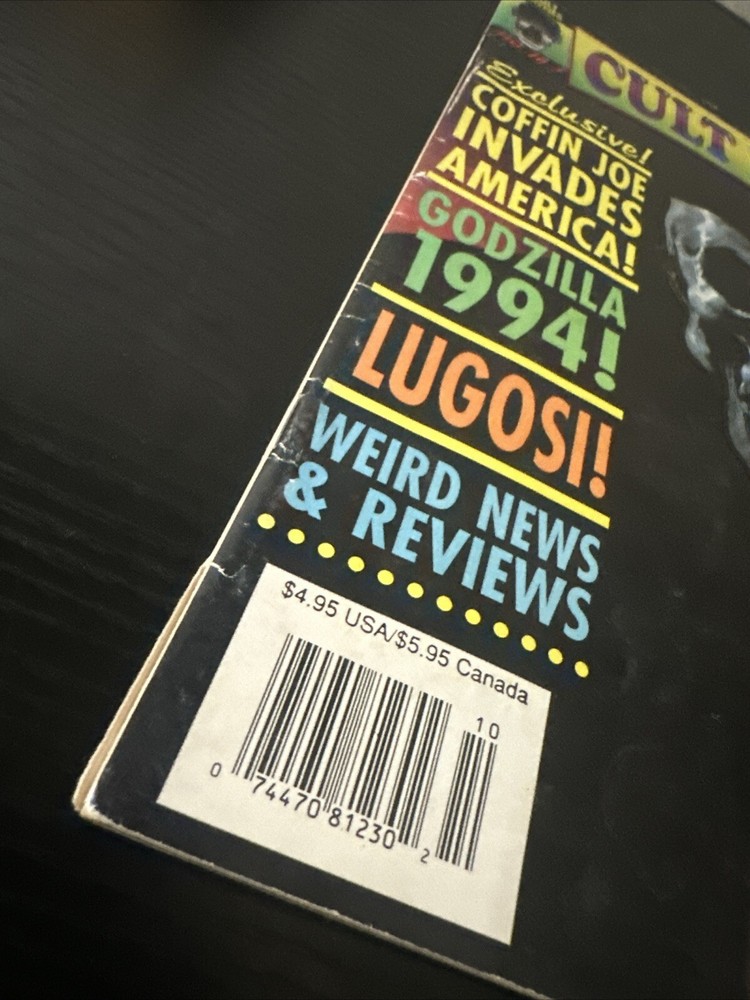 CULT
Exclusive!
COFFIN JOE
INVADES
AMERICA!
GODZILLA
1994!
LUGOSI!
WEIRD NEWS
& REVIEWS
$4.95 USA/$5.95 Canada
10
0 74470 81230 2